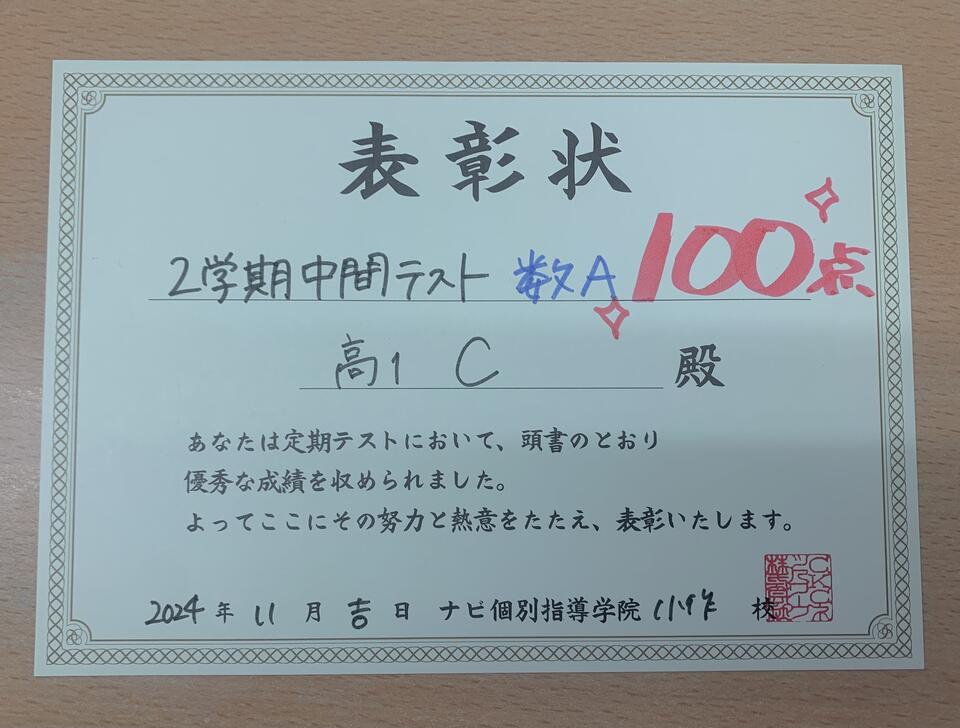 表彰状
2学期中間テスト 数A 100点
高1 C 殿
あなたは定期テストにおいて、頭書のとおり
優秀な成績を収められました。
よってここにその努力と熱意をたたえ、表彰いたします。
2024年 11月 吉日 ナビ個別指導学院 校